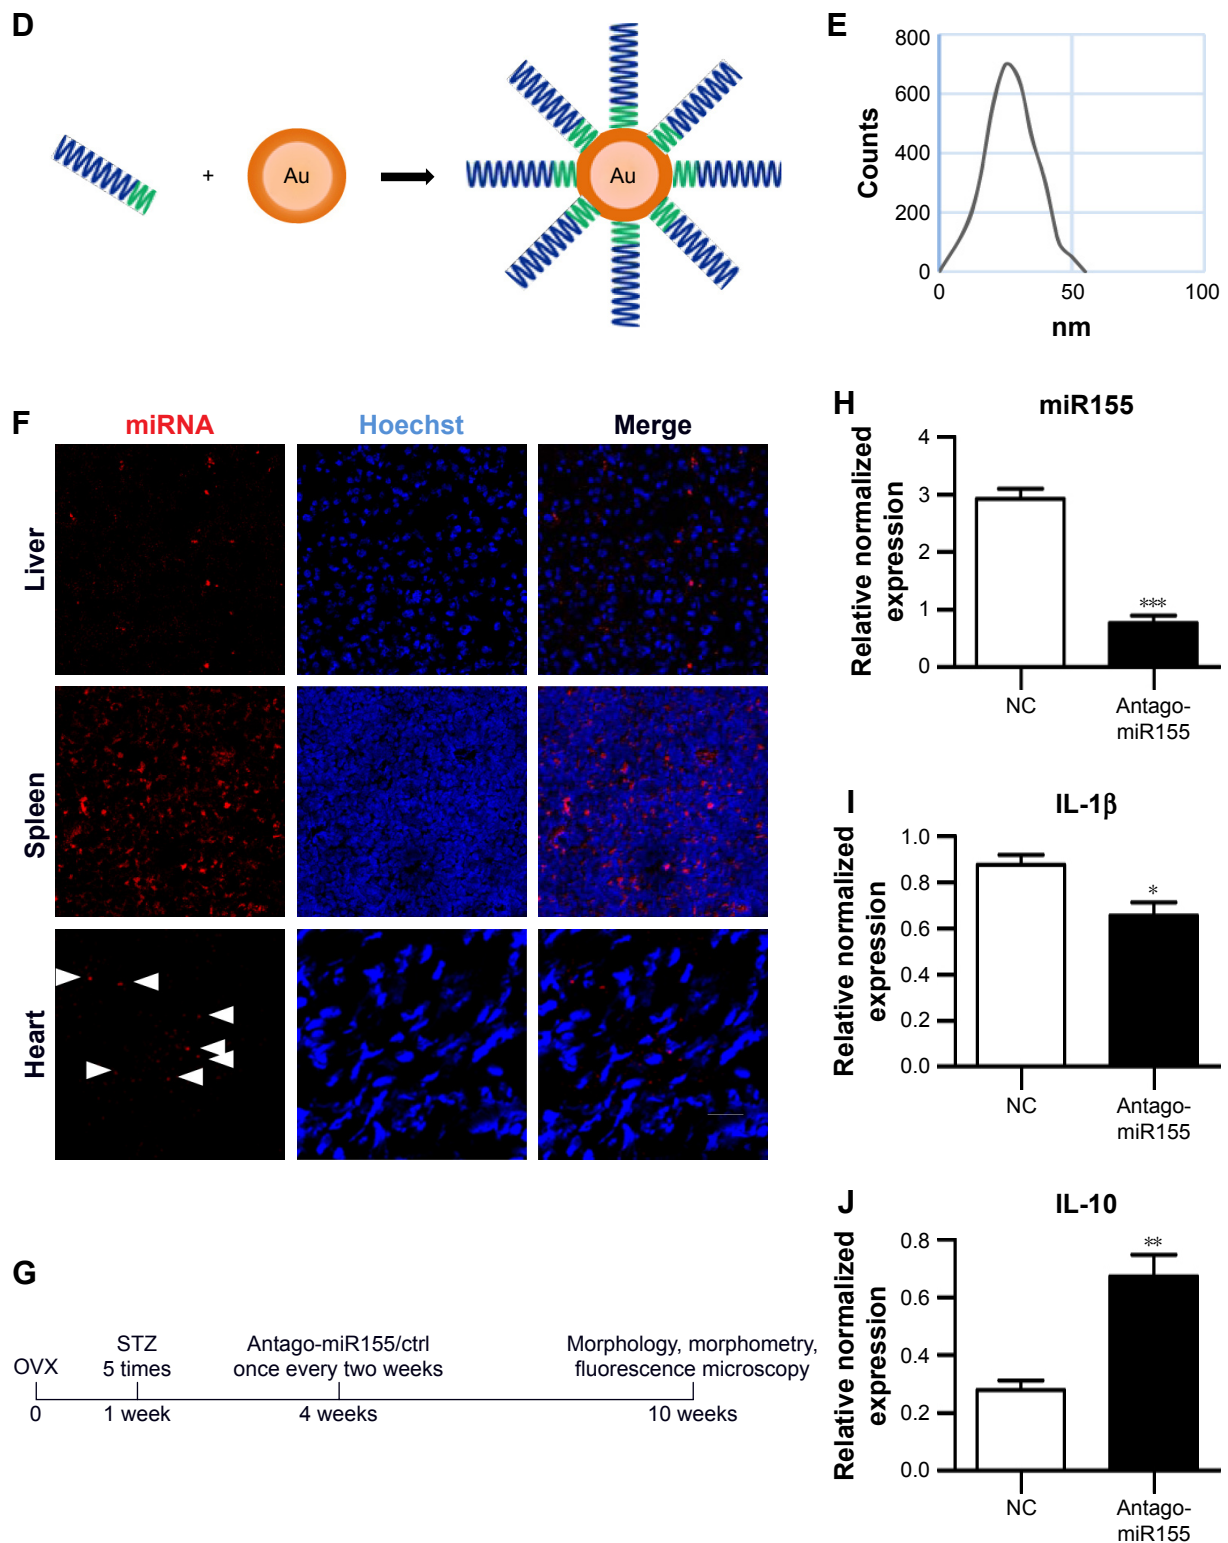 D
+
Au
Au
E
Counts
800
600
400
200
0
0
50
100
nm
F
miRNA
Hoechst
Merge
Liver
Spleen
Heart
G
OVX
STZ
5 times
Antago-miR155/ctrl
once every two weeks
Morphology, morphometry,
fluorescence microscopy
0
1 week
4 weeks
10 weeks
H
miR155
Relative normalized
expression
4
3
2
1
0
***
NC
Antago-
miR155
I
IL-1β
Relative normalized
expression
1.0
0.8
0.6
0.4
0.2
0.0
*
NC
Antago-
miR155
J
IL-10
Relative normalized
expression
0.8
0.6
0.4
0.2
0.0
**
NC
Antago-
miR155